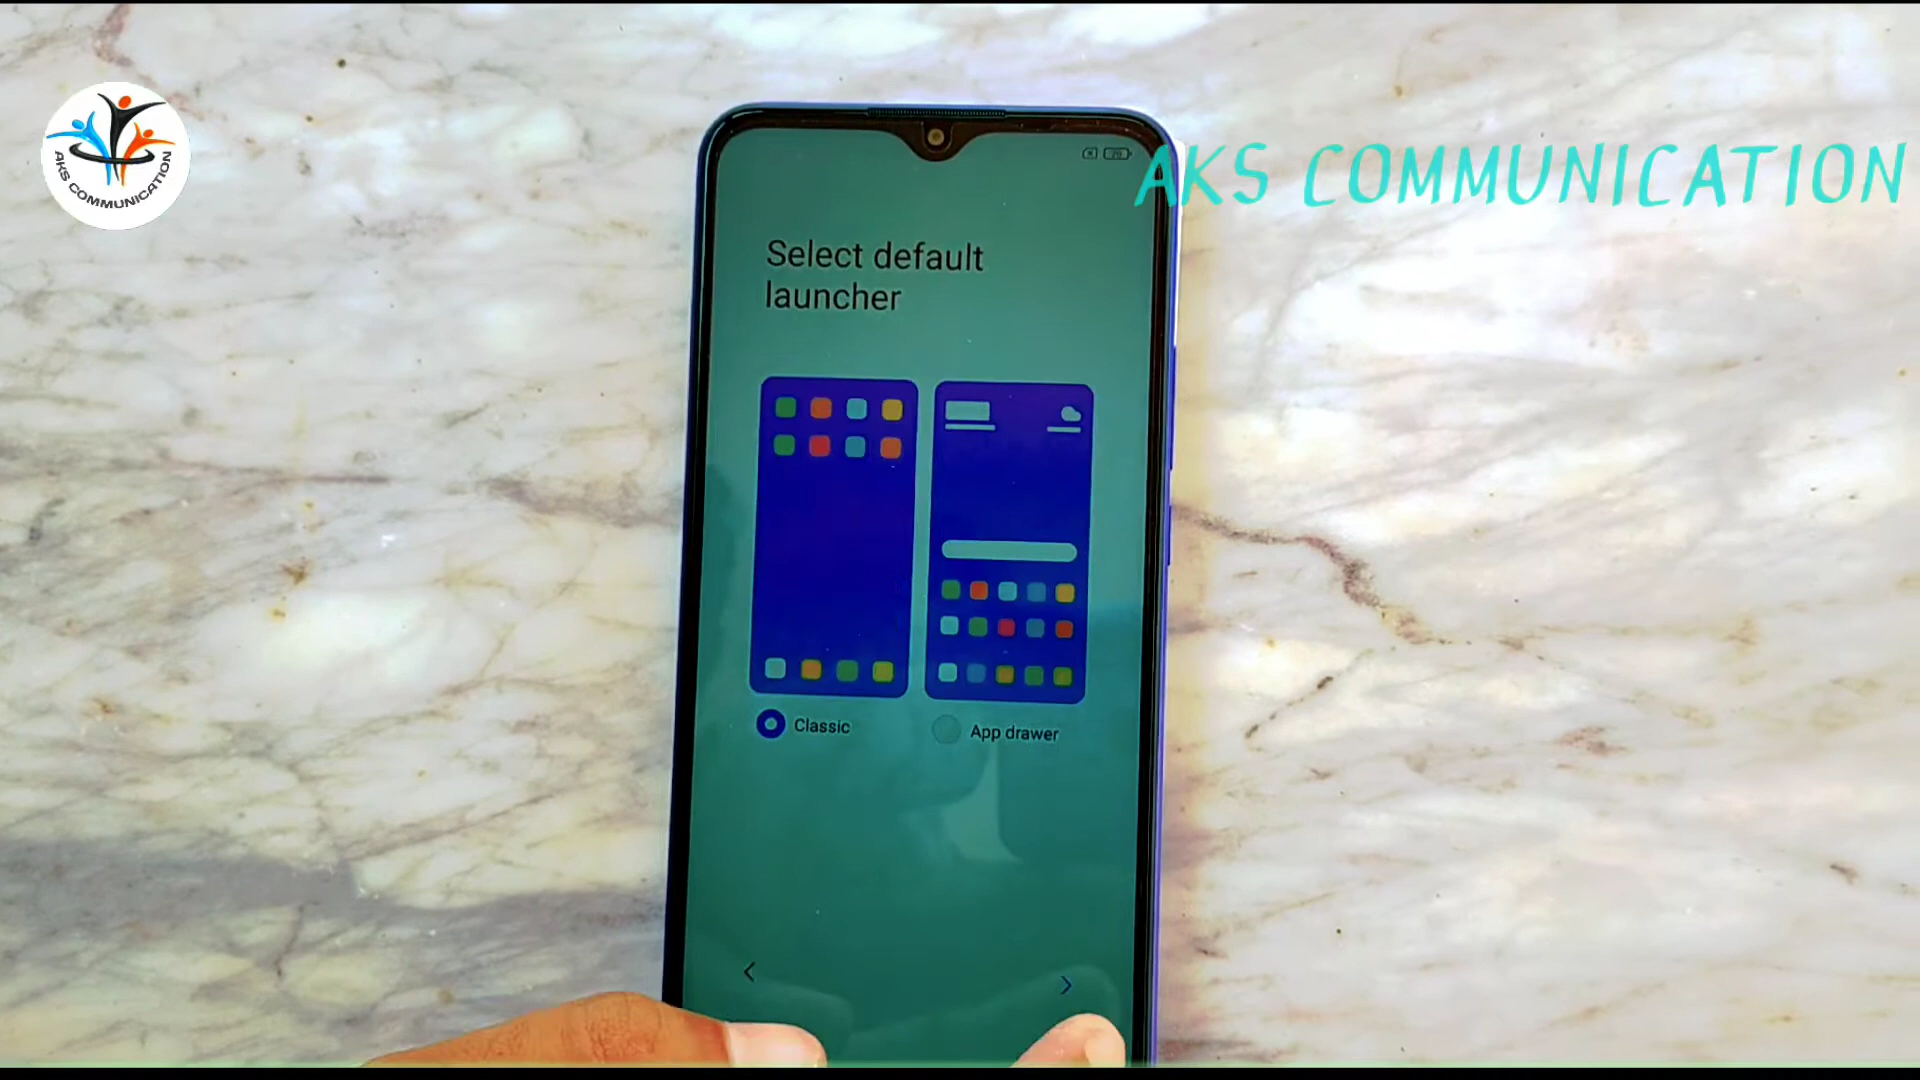 AKS COMMUNICATION
AKS COMMUNICATION
Select default
launcher
Classic
App drawer